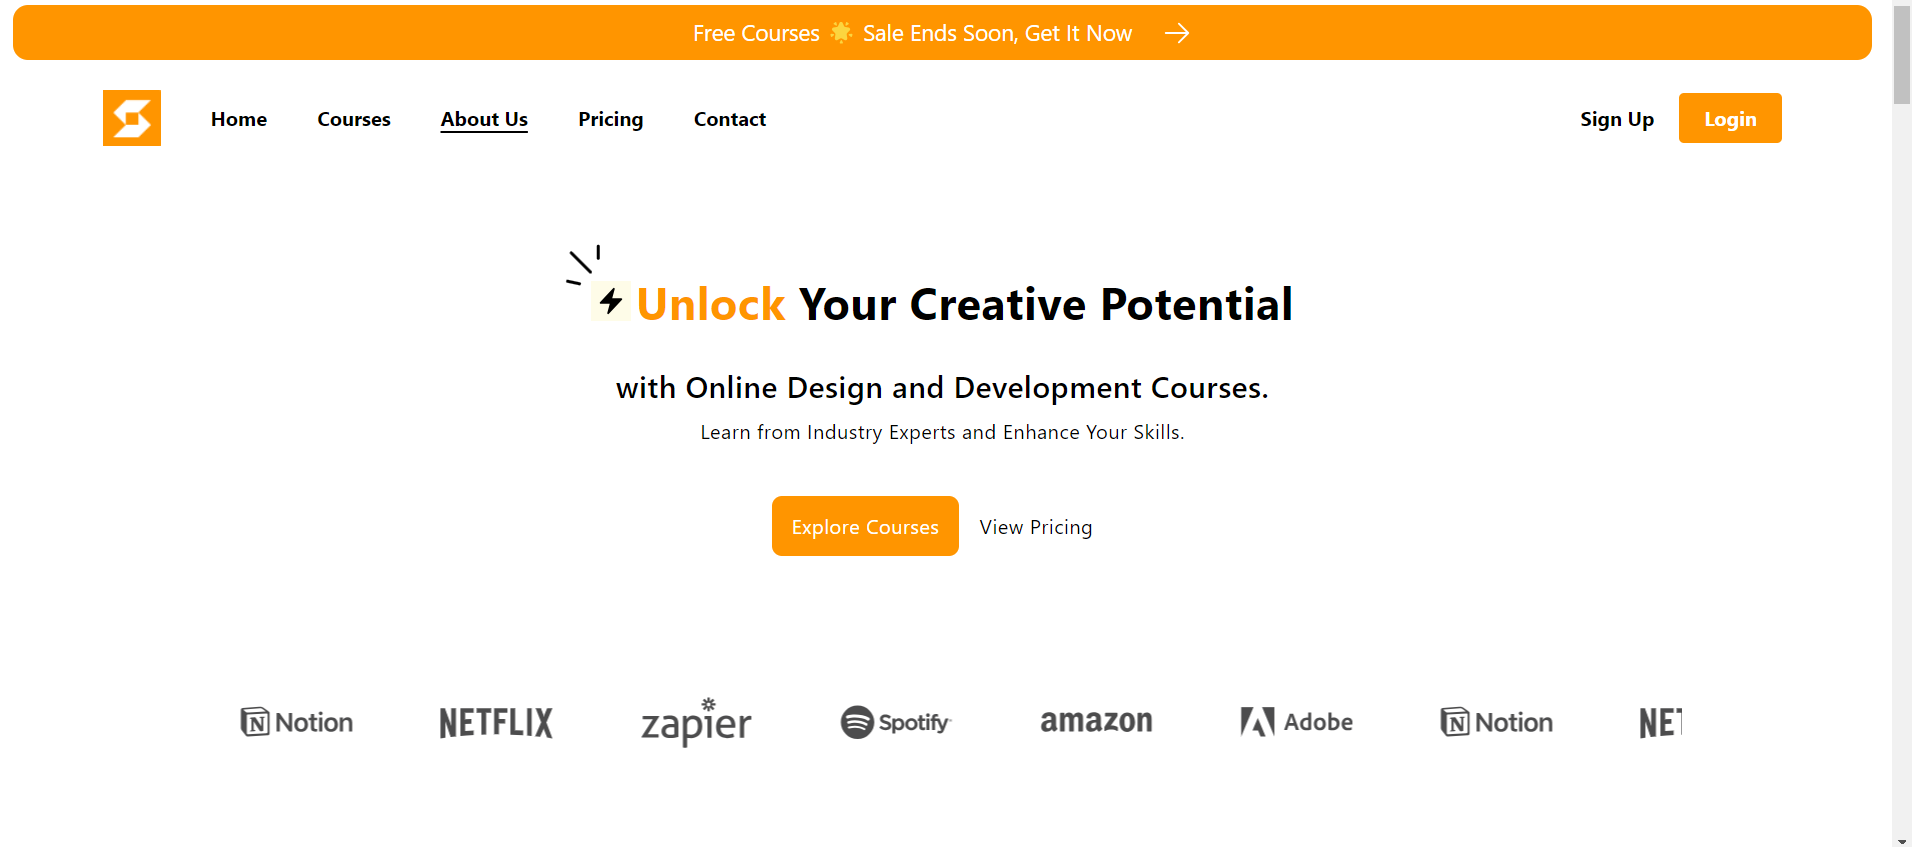 Free Courses 🌟 Sale Ends Soon, Get It Now →
Home Courses About Us Pricing Contact Sign Up Login
Unlock Your Creative Potential
with Online Design and Development Courses.
Learn from Industry Experts and Enhance Your Skills.
Explore Courses View Pricing
Notion NETFLIX zapier Spotify amazon Adobe Notion NET